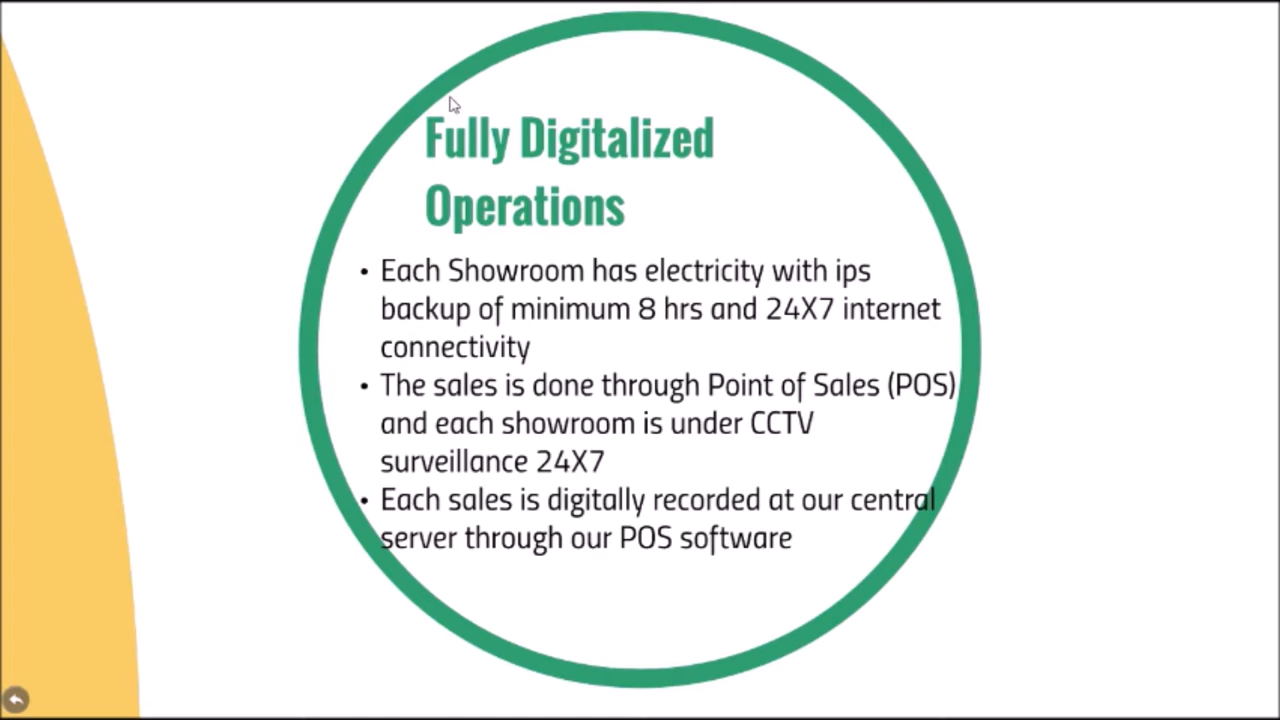 Fully Digitalized
Operations
• Each Showroom has electricity with ips
backup of minimum 8 hrs and 24X7 internet
connectivity
• The sales is done through Point of Sales (POS)
and each showroom is under CCTV
surveillance 24X7
• Each sales is digitally recorded at our central
server through our POS software